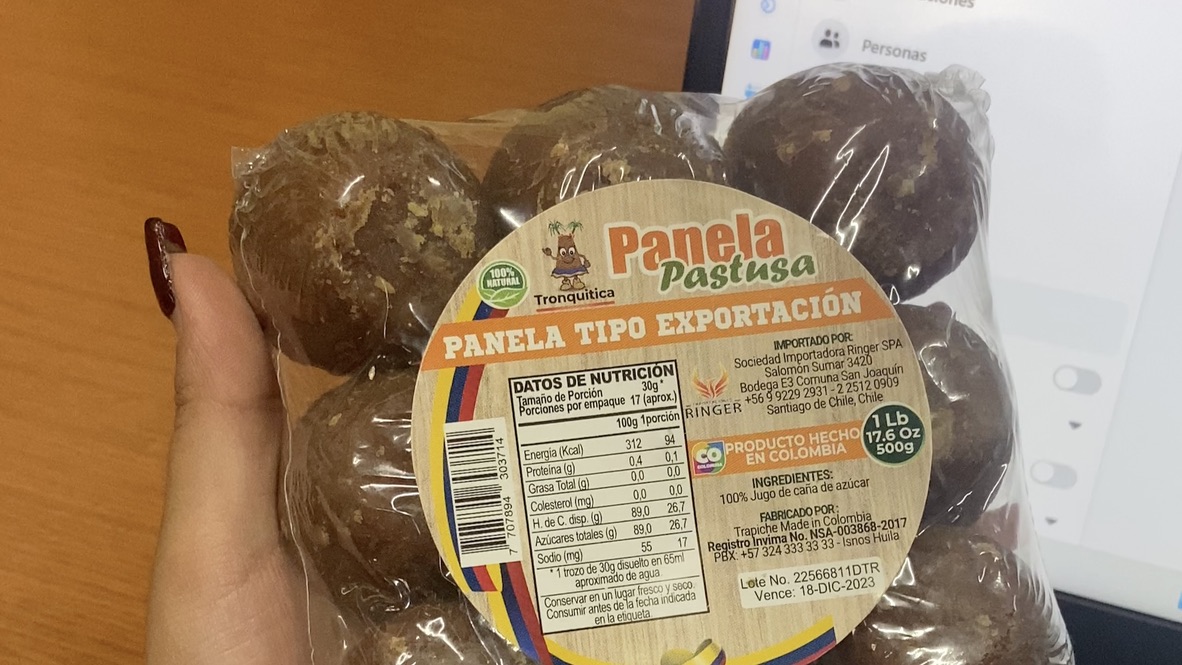 Personas
100% NATURAL
Tronquitica
Panela
Pastusa
PANELA TIPO EXPORTACIÓN
DATOS DE NUTRICIÓN
Tamaño de Porción 30g*
Porciones por empaque 17 (aprox.)
100g 1porción
Energía (Kcal) 312 94
Proteína (g) 0,4 0,1
Grasa Total (g) 0,0 0,0
Colesterol (mg) 0,0 0,0
H. de C. disp. (g) 89,0 26,7
Azúcares totales (g) 89,0 26,7
Sodio (mg) 55 17
* 1 trozo de 30g disuelto en 65ml
aproximado de agua.
Conservar en un lugar fresco y seco.
Consumir antes de la fecha indicada
en la etiqueta.
7 707894 303714
RINGER
IMPORTADO POR:
Sociedad Importadora Ringer SPA
Salomón Sumar 3420
Bodega E3 Comuna San Joaquín
+56 9 9229 2931 - 2 2512 0909
Santiago de Chile, Chile
1 Lb
17.6 Oz
500g
CO
COLOMBIA
PRODUCTO HECHO
EN COLOMBIA
INGREDIENTES:
100% Jugo de caña de azúcar
FABRICADO POR:
Trapiche Made in Colombia
Registro Invima No. NSA-003868-2017
PBX: +57 324 333 33 33 - Isnos Huila
Lote No. 22566811DTR
Vence: 18-DIC-2023